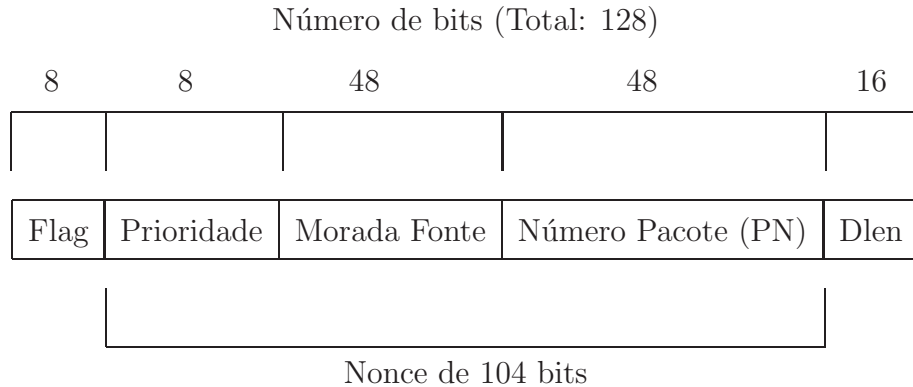 Número de bits (Total: 128)
8 8 48 48 16
Flag Prioridade Morada Fonte Número Pacote (PN) Dlen
Nonce de 104 bits